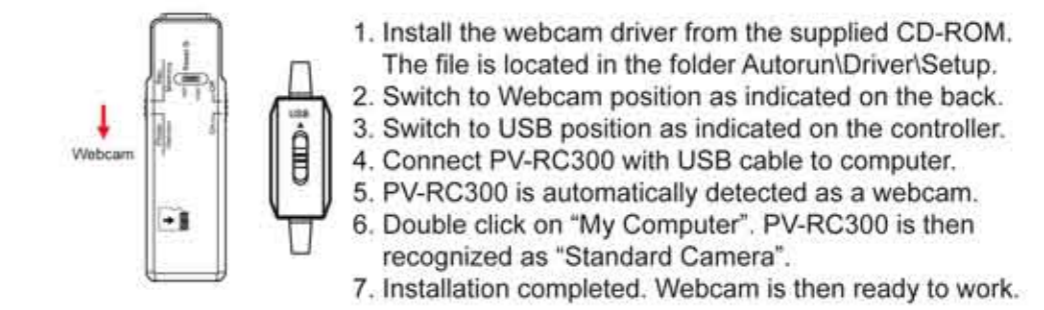 Webcam
USB
1. Install the webcam driver from the supplied CD-ROM.
The file is located in the folder Autorun\Driver\Setup.
2. Switch to Webcam position as indicated on the back.
3. Switch to USB position as indicated on the controller.
4. Connect PV-RC300 with USB cable to computer.
5. PV-RC300 is automatically detected as a webcam.
6. Double click on “My Computer”. PV-RC300 is then
recognized as “Standard Camera”.
7. Installation completed. Webcam is then ready to work.